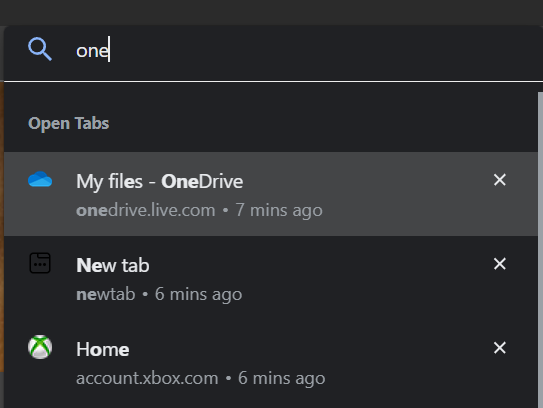 one
Open Tabs
My files - OneDrive
onedrive.live.com • 7 mins ago
New tab
newtab • 6 mins ago
Home
account.xbox.com • 6 mins ago